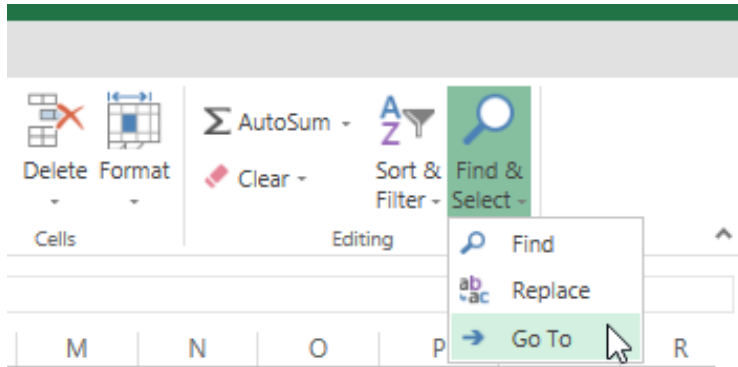 AutoSum
Delete Format
Clear
Sort &
Filter
Find &
Select
Cells
Editing
Find
Replace
Go To
M N O P R